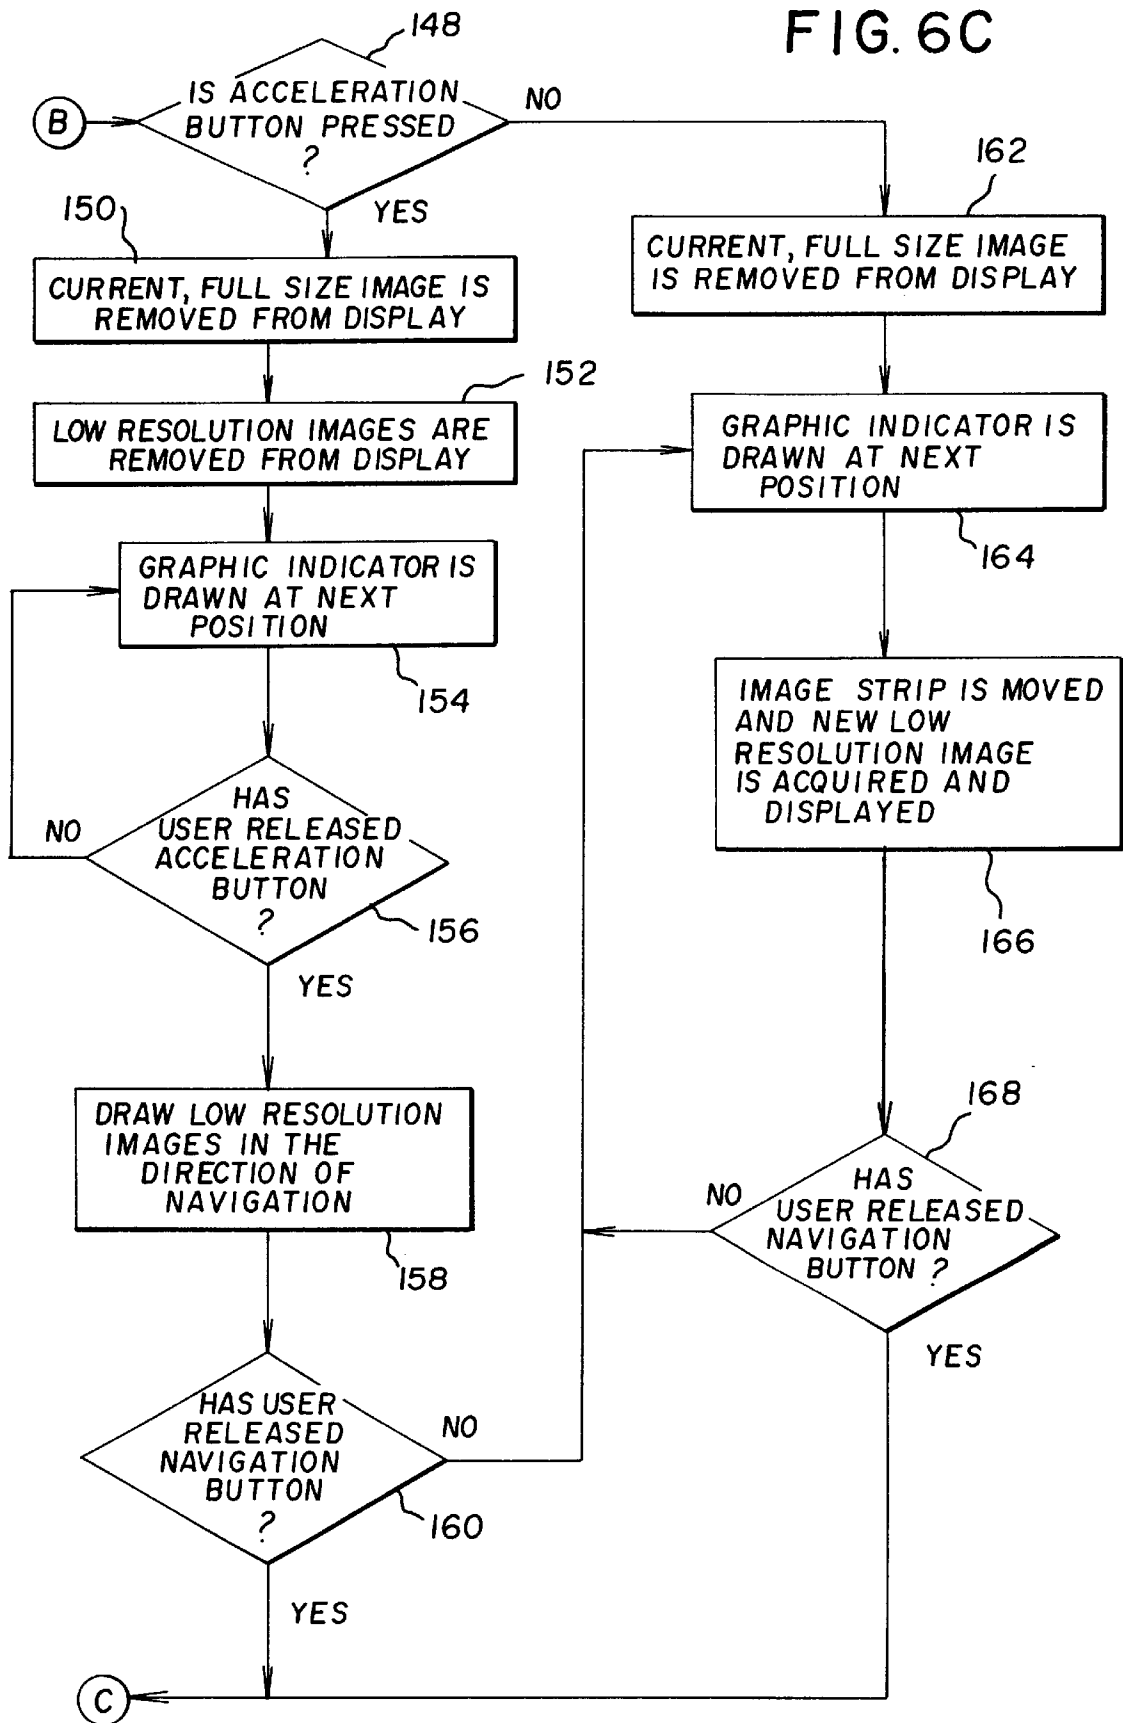 FIG. 6C
148
B
IS ACCELERATION
BUTTON PRESSED
?
NO
YES
150
CURRENT, FULL SIZE IMAGE IS
REMOVED FROM DISPLAY
152
LOW RESOLUTION IMAGES ARE
REMOVED FROM DISPLAY
GRAPHIC INDICATOR IS
DRAWN AT NEXT
POSITION
154
HAS
USER RELEASED
ACCELERATION
BUTTON
?
NO
156
YES
DRAW LOW RESOLUTION
IMAGES IN THE
DIRECTION OF
NAVIGATION
158
HAS USER
RELEASED
NAVIGATION
BUTTON
?
NO
160
YES
C
162
CURRENT, FULL SIZE IMAGE
IS REMOVED FROM DISPLAY
GRAPHIC INDICATOR IS
DRAWN AT NEXT
POSITION
164
IMAGE STRIP IS MOVED
AND NEW LOW
RESOLUTION IMAGE
IS ACQUIRED AND
DISPLAYED
166
168
HAS
USER RELEASED
NAVIGATION
BUTTON ?
NO
YES